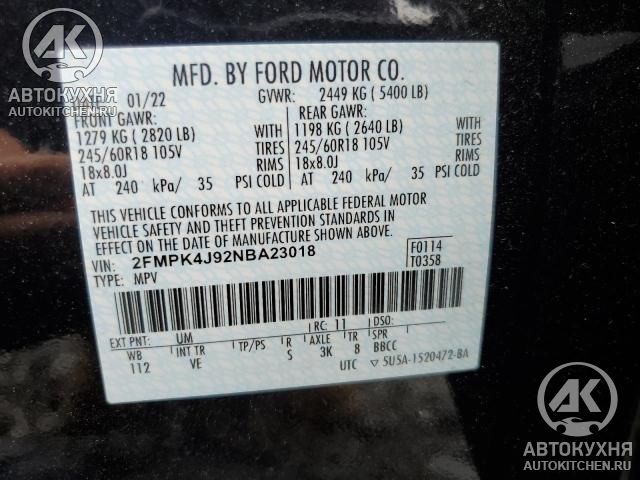 АК
АВТОКУХНЯ
AUTOKITCHEN.RU
MFD. BY FORD MOTOR CO.
01/22 GVWR: 2449 KG ( 5400 LB)
FRONT GAWR: REAR GAWR:
1279 KG ( 2820 LB) WITH 1198 KG ( 2640 LB) WITH
245/60R18 105V TIRES 245/60R18 105V TIRES
18x8.0J RIMS 18x8.0J RIMS
AT 240 kPa/ 35 PSI COLD AT 240 kPa/ 35 PSI COLD
THIS VEHICLE CONFORMS TO ALL APPLICABLE FEDERAL MOTOR
VEHICLE SAFETY AND THEFT PREVENTION STANDARDS IN
EFFECT ON THE DATE OF MANUFACTURE SHOWN ABOVE.
VIN: 2FMPK4J92NBA23018 F0114
TYPE: MPV T0358
EXT PNT: UM RC: 11 DSO:
WB INT TR TP/PS R AXLE TR SPR
112 VE S 3K 8 BBCC
UTC ▽ 5U5A-1520472-BA
АК
АВТОКУХНЯ
AUTOKITCHEN.RU